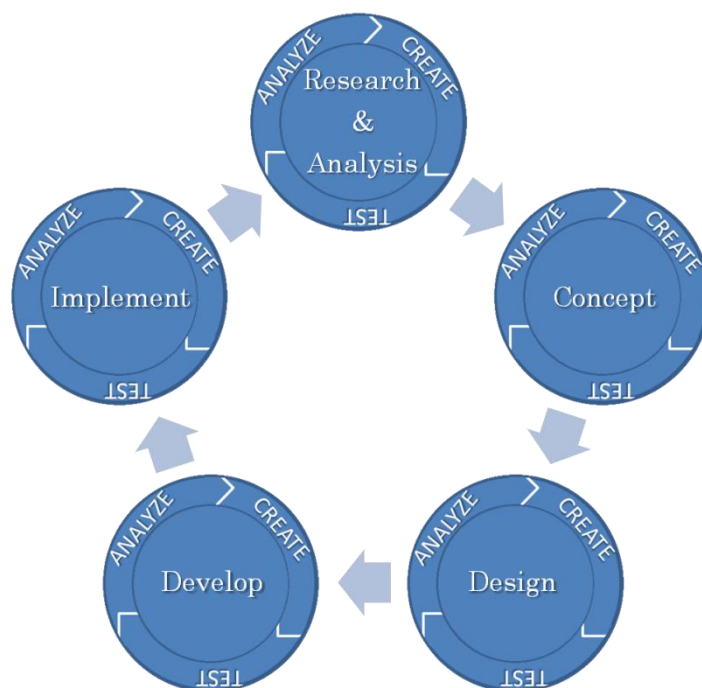 ANALYZE
CREATE
Research
&
Analysis
TEST
ANALYZE
CREATE
Concept
TEST
ANALYZE
CREATE
Design
TEST
ANALYZE
CREATE
Develop
TEST
ANALYZE
CREATE
Implement
TEST